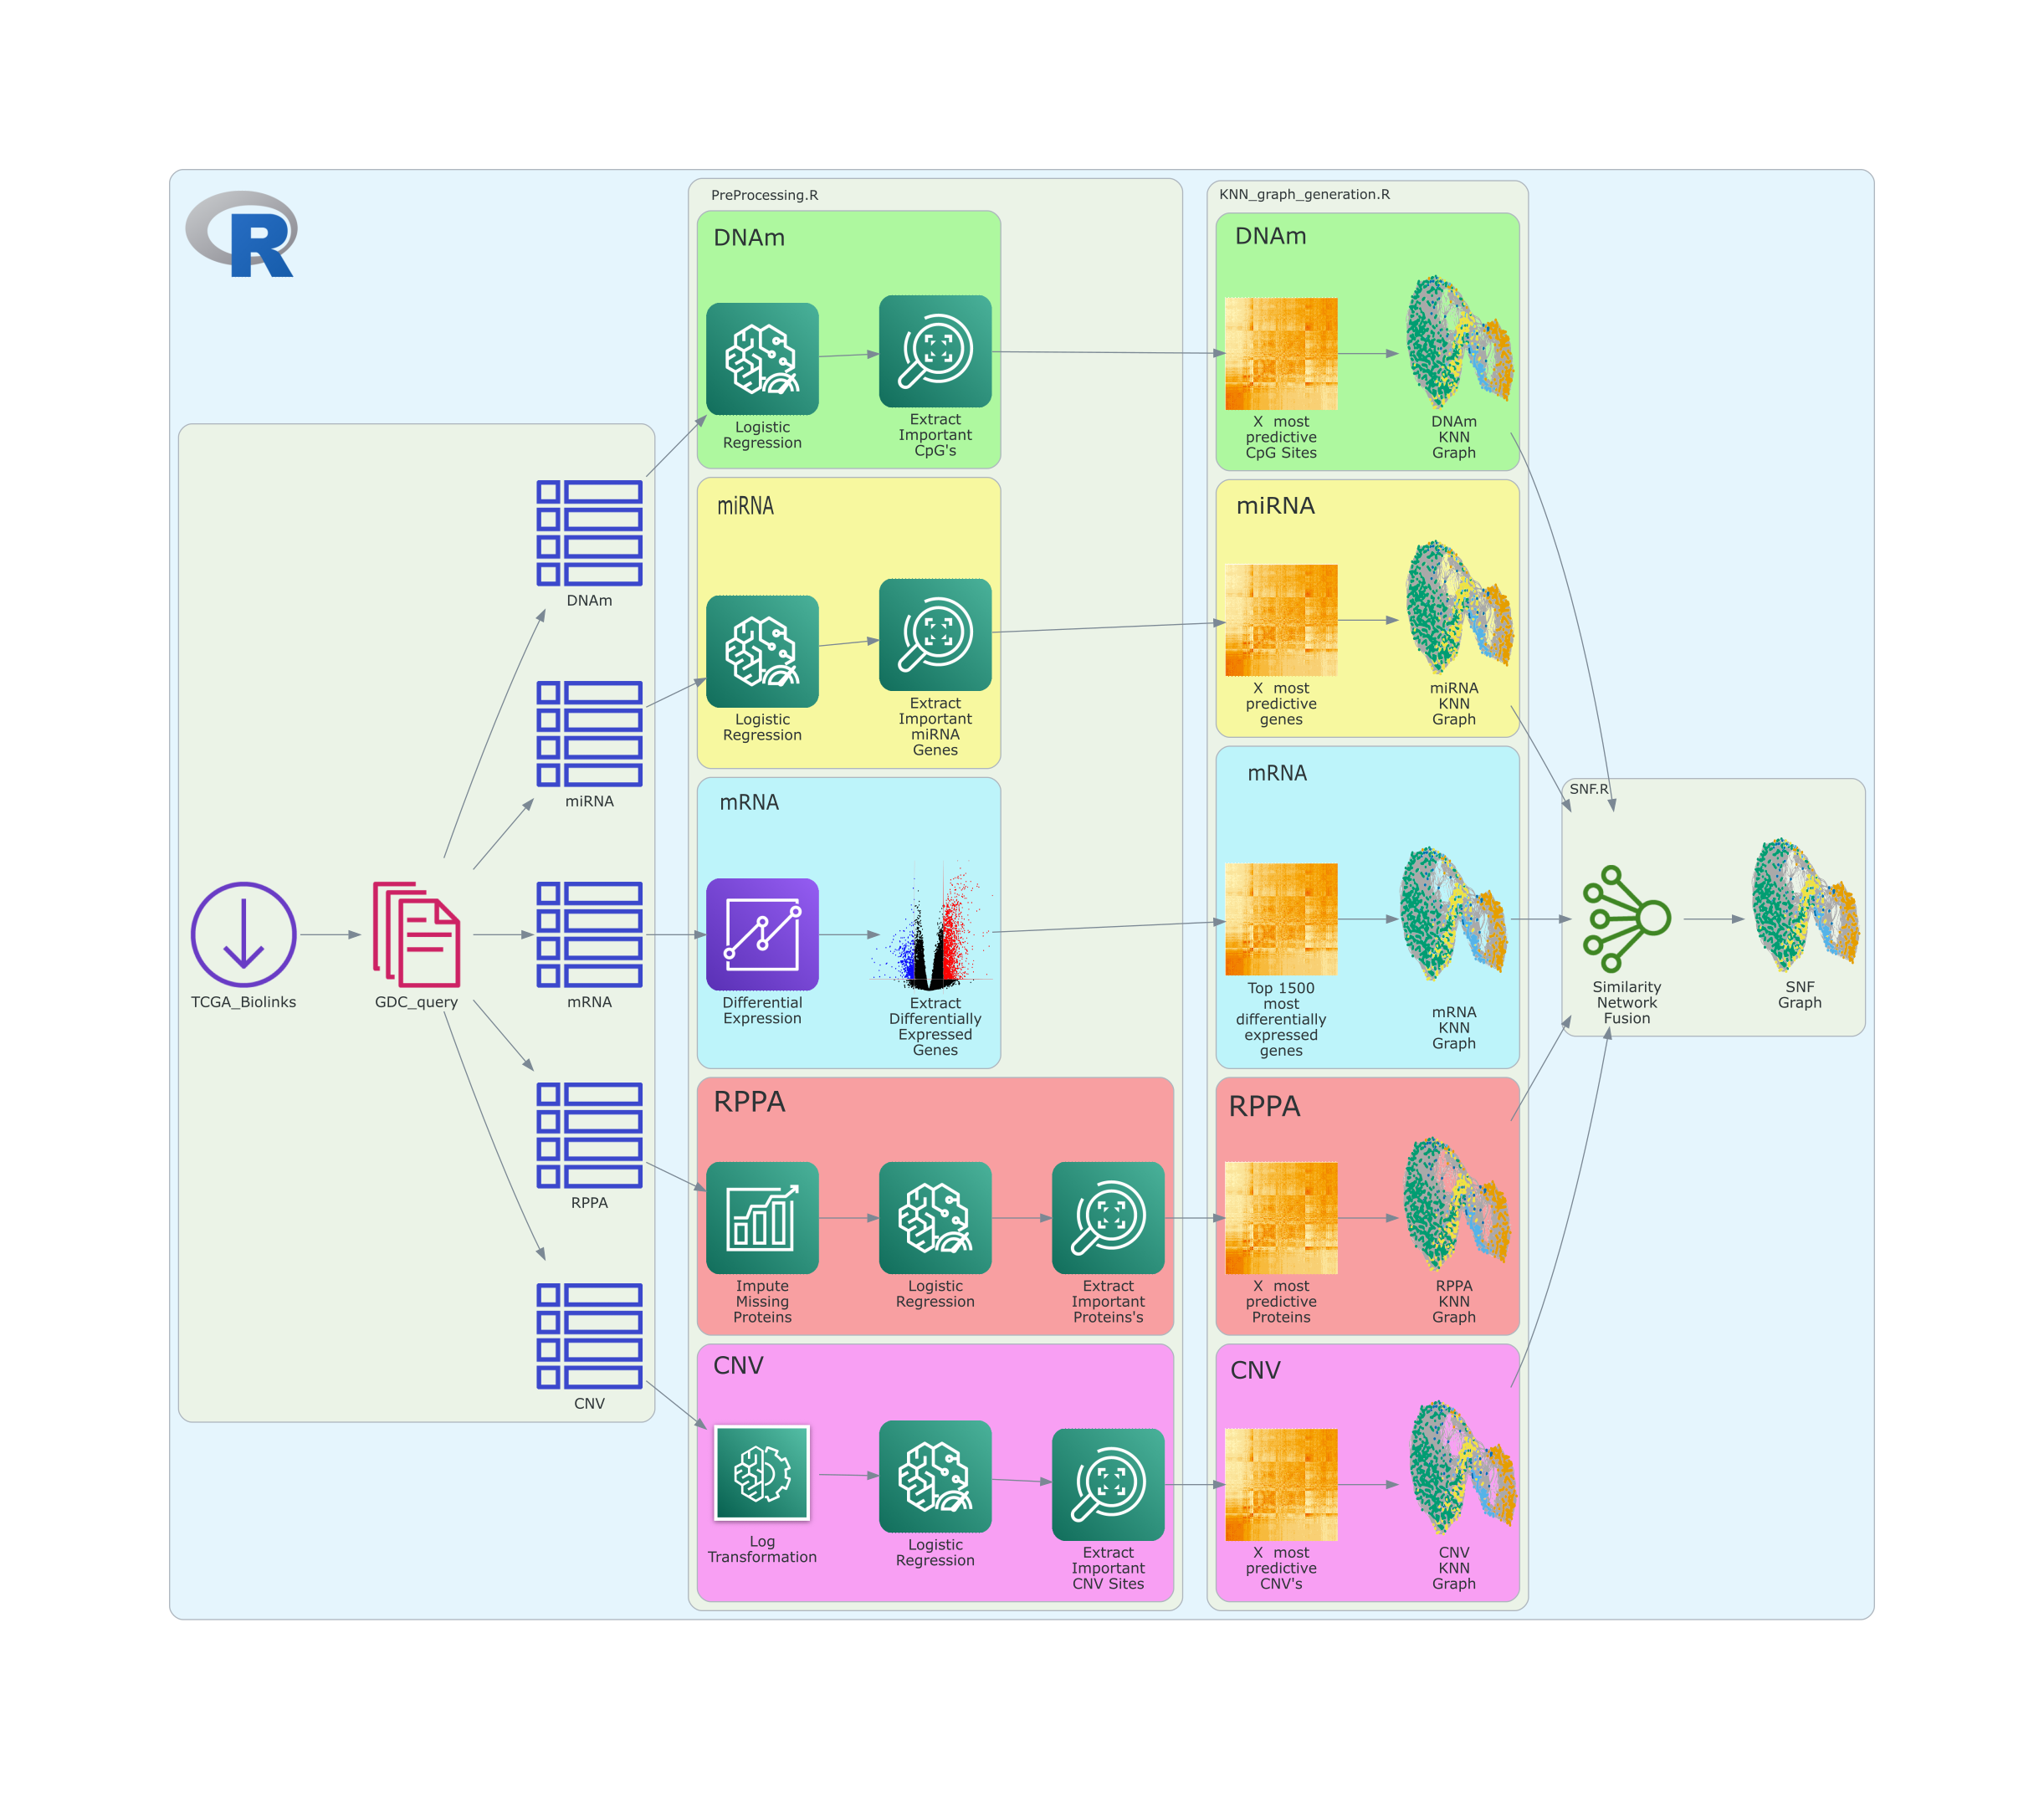 R
TCGA_Biolinks
GDC_query
DNAm
miRNA
mRNA
RPPA
CNV
PreProcessing.R
DNAm
Logistic
Regression
Extract
Important
CpG's
miRNA
Logistic
Regression
Extract
Important
miRNA
Genes
mRNA
Differential
Expression
Extract
Differentially
Expressed
Genes
RPPA
Impute
Missing
Proteins
Logistic
Regression
Extract
Important
Proteins's
CNV
Log
Transformation
Logistic
Regression
Extract
Important
CNV Sites
KNN_graph_generation.R
DNAm
X most
predictive
CpG Sites
DNAm
KNN
Graph
miRNA
X most
predictive
genes
miRNA
KNN
Graph
mRNA
Top 1500
most
differentially
expressed
genes
mRNA
KNN
Graph
RPPA
X most
predictive
Proteins
RPPA
KNN
Graph
CNV
X most
predictive
CNV's
CNV
KNN
Graph
SNF.R
Similarity
Network
Fusion
SNF
Graph